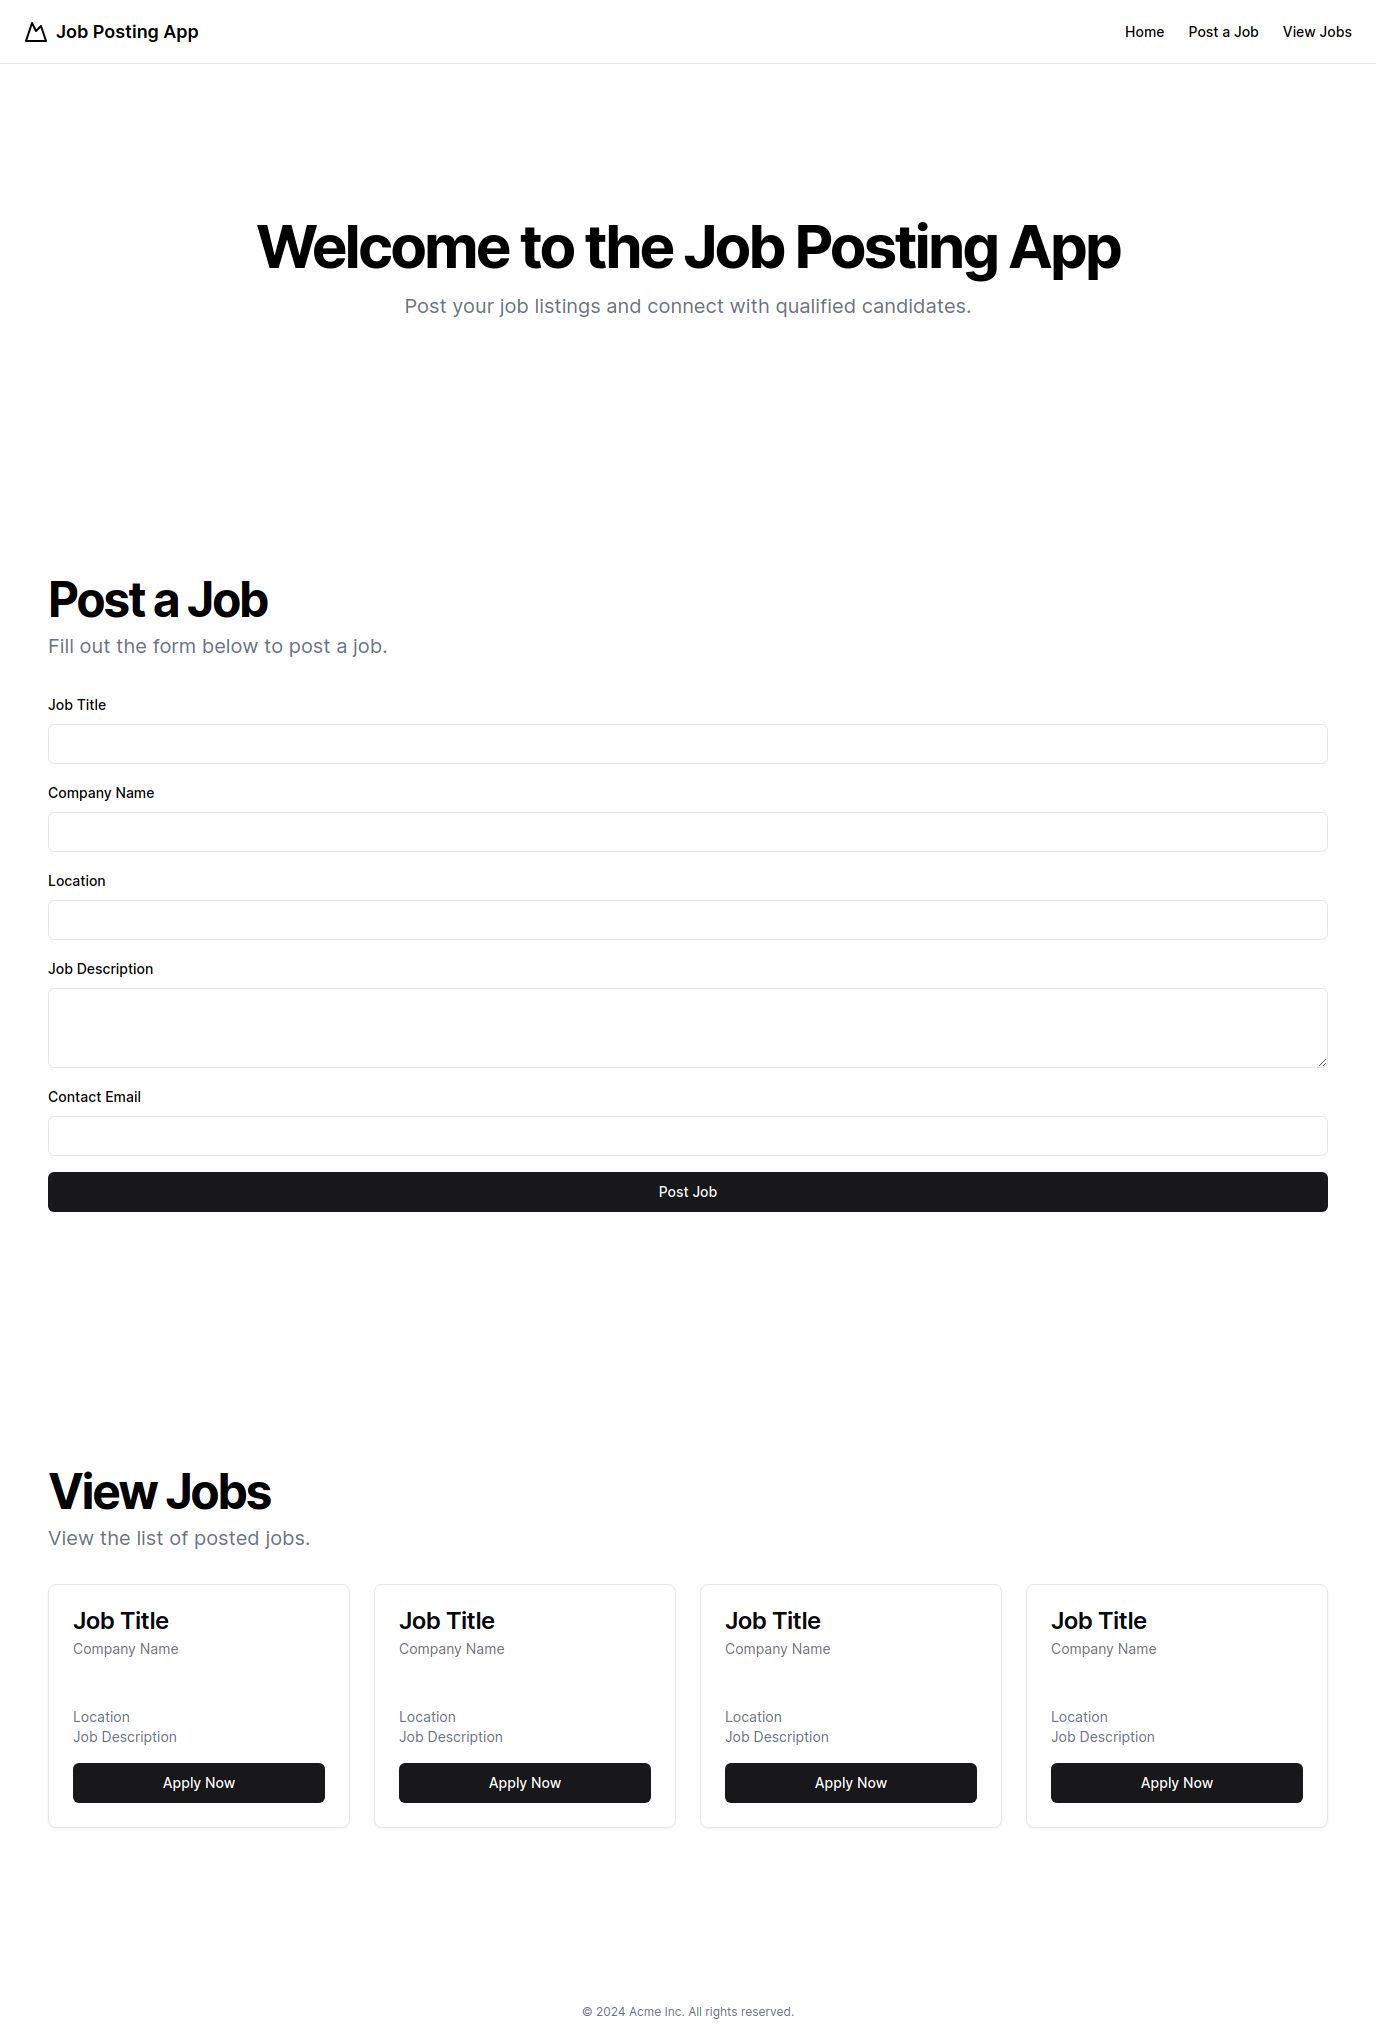 Job Posting App
Home Post a Job View Jobs
Welcome to the Job Posting App
Post your job listings and connect with qualified candidates.
Post a Job
Fill out the form below to post a job.
Job Title
Company Name
Location
Job Description
Contact Email
Post Job
View Jobs
View the list of posted jobs.
Job Title
Company Name
Location
Job Description
Apply Now
Job Title
Company Name
Location
Job Description
Apply Now
Job Title
Company Name
Location
Job Description
Apply Now
Job Title
Company Name
Location
Job Description
Apply Now
© 2024 Acme Inc. All rights reserved.